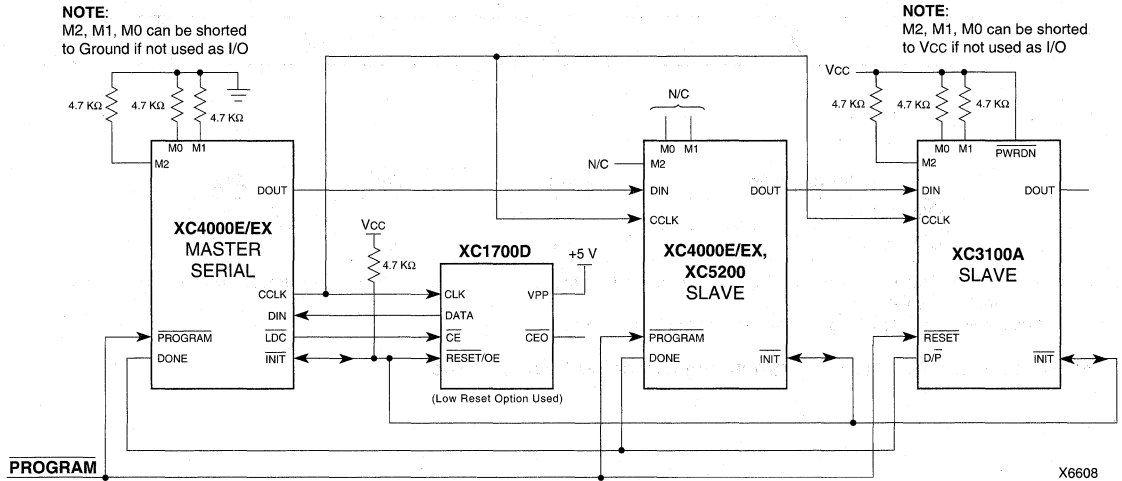 NOTE:
M2, M1, M0 can be shorted
to Ground if not used as I/O
NOTE:
M2, M1, M0 can be shorted
to VCC if not used as I/O
4.7 KΩ
4.7 KΩ
4.7 KΩ
N/C
VCC
4.7 KΩ
4.7 KΩ
4.7 KΩ
M0 M1
M2
DOUT
XC4000E/EX
MASTER
SERIAL
CCLK
DIN
PROGRAM
LDC
DONE
INIT
VCC
4.7 KΩ
XC1700D
+5 V
CLK
VPP
DATA
CE
CEO
RESET/OE
(Low Reset Option Used)
M0 M1
N/C
M2
DIN
DOUT
CCLK
XC4000E/EX,
XC5200
SLAVE
PROGRAM
DONE
INIT
M0 M1
PWRDN
M2
DIN
DOUT
CCLK
XC3100A
SLAVE
RESET
D/P
INIT
PROGRAM
X6608